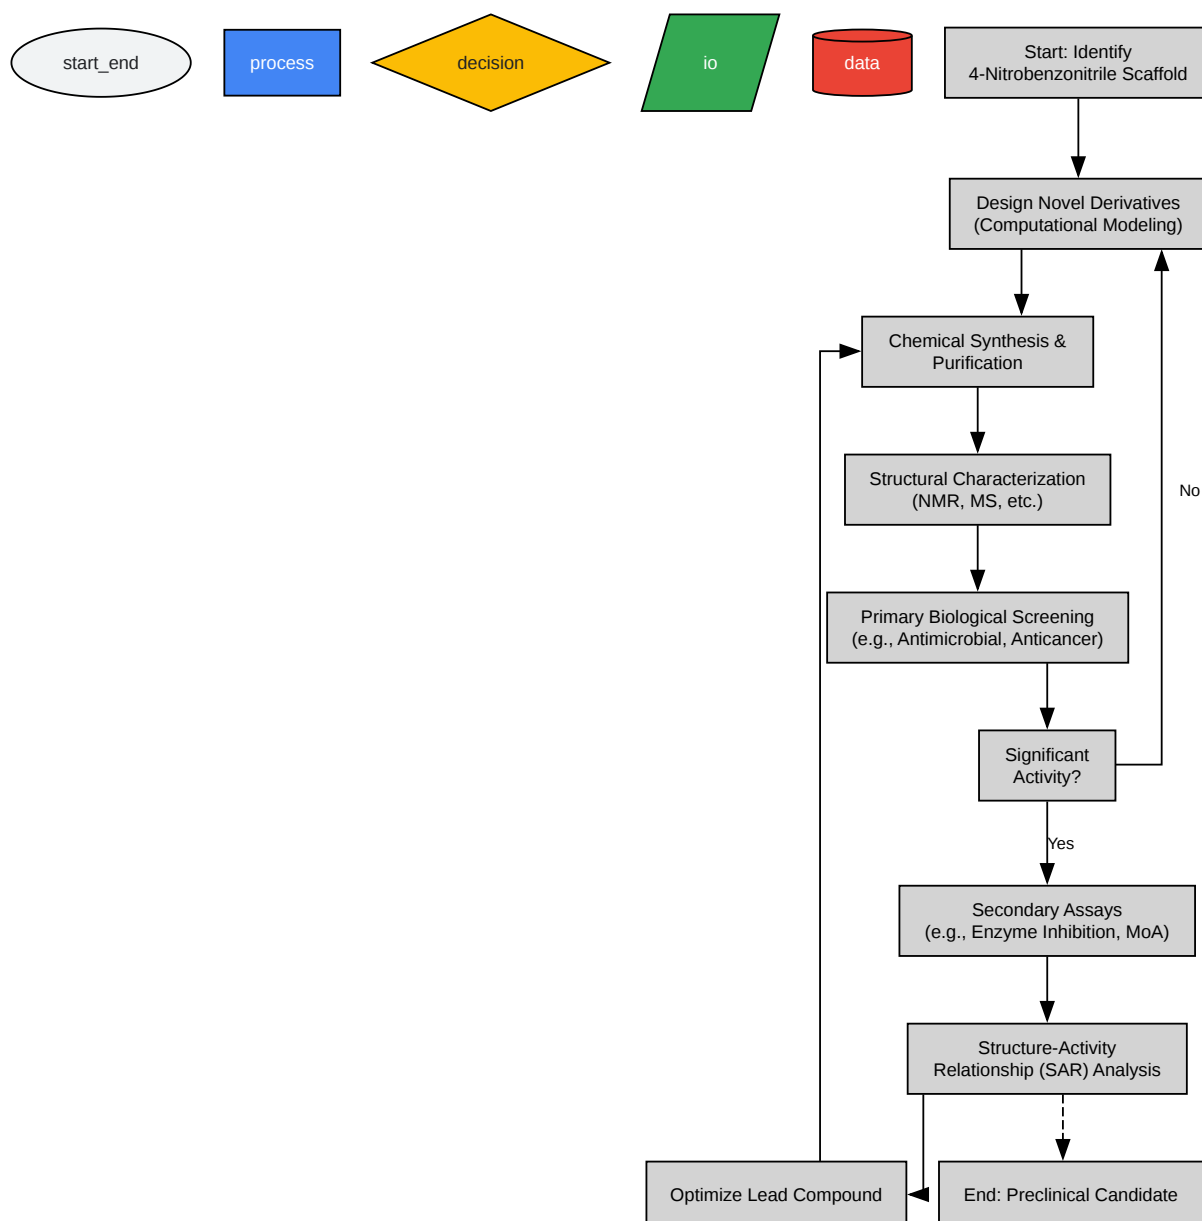 start_end
process
decision
io
data
Start: Identify
4-Nitrobenzonitrile Scaffold
Design Novel Derivatives
(Computational Modeling)
Chemical Synthesis &
Purification
Structural Characterization
(NMR, MS, etc.)
No
Primary Biological Screening
(e.g., Antimicrobial, Anticancer)
Significant
Activity?
Yes
Secondary Assays
(e.g., Enzyme Inhibition, MoA)
Structure-Activity
Relationship (SAR) Analysis
Optimize Lead Compound
End: Preclinical Candidate